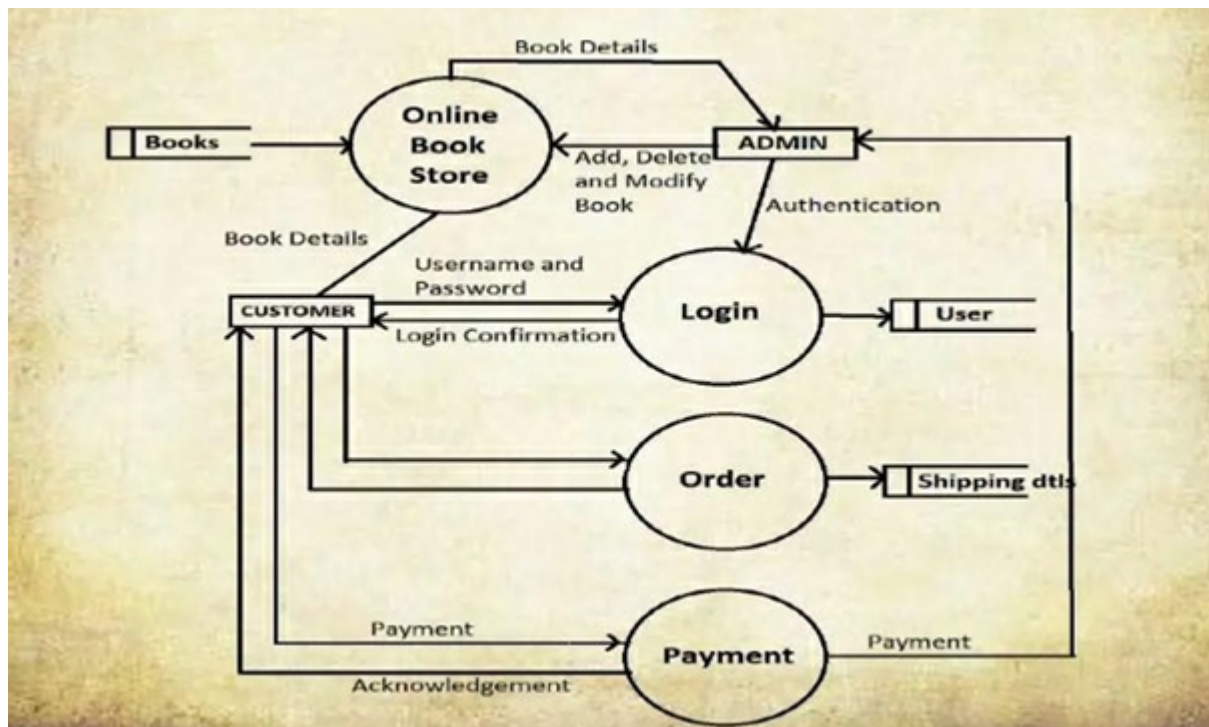 Book Details
Online
Book
Store
Books
ADMIN
Add, Delete
and Modify
Book
Authentication
Book Details
Username and
Password
CUSTOMER
Login
User
Login Confirmation
Order
Shipping dtls
Payment
Payment
Payment
Acknowledgement